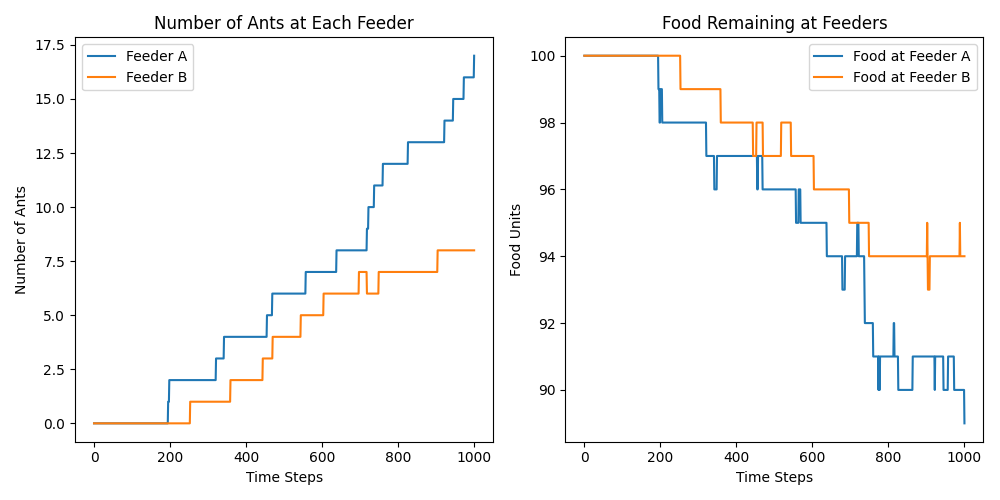 Number of Ants at Each Feeder
Number of Ants
17.5
15.0
12.5
10.0
7.5
5.0
2.5
0.0
Feeder A
Feeder B
0 200 400 600 800 1000
Time Steps
Food Remaining at Feeders
Food Units
100
98
96
94
92
90
Food at Feeder A
Food at Feeder B
0 200 400 600 800 1000
Time Steps